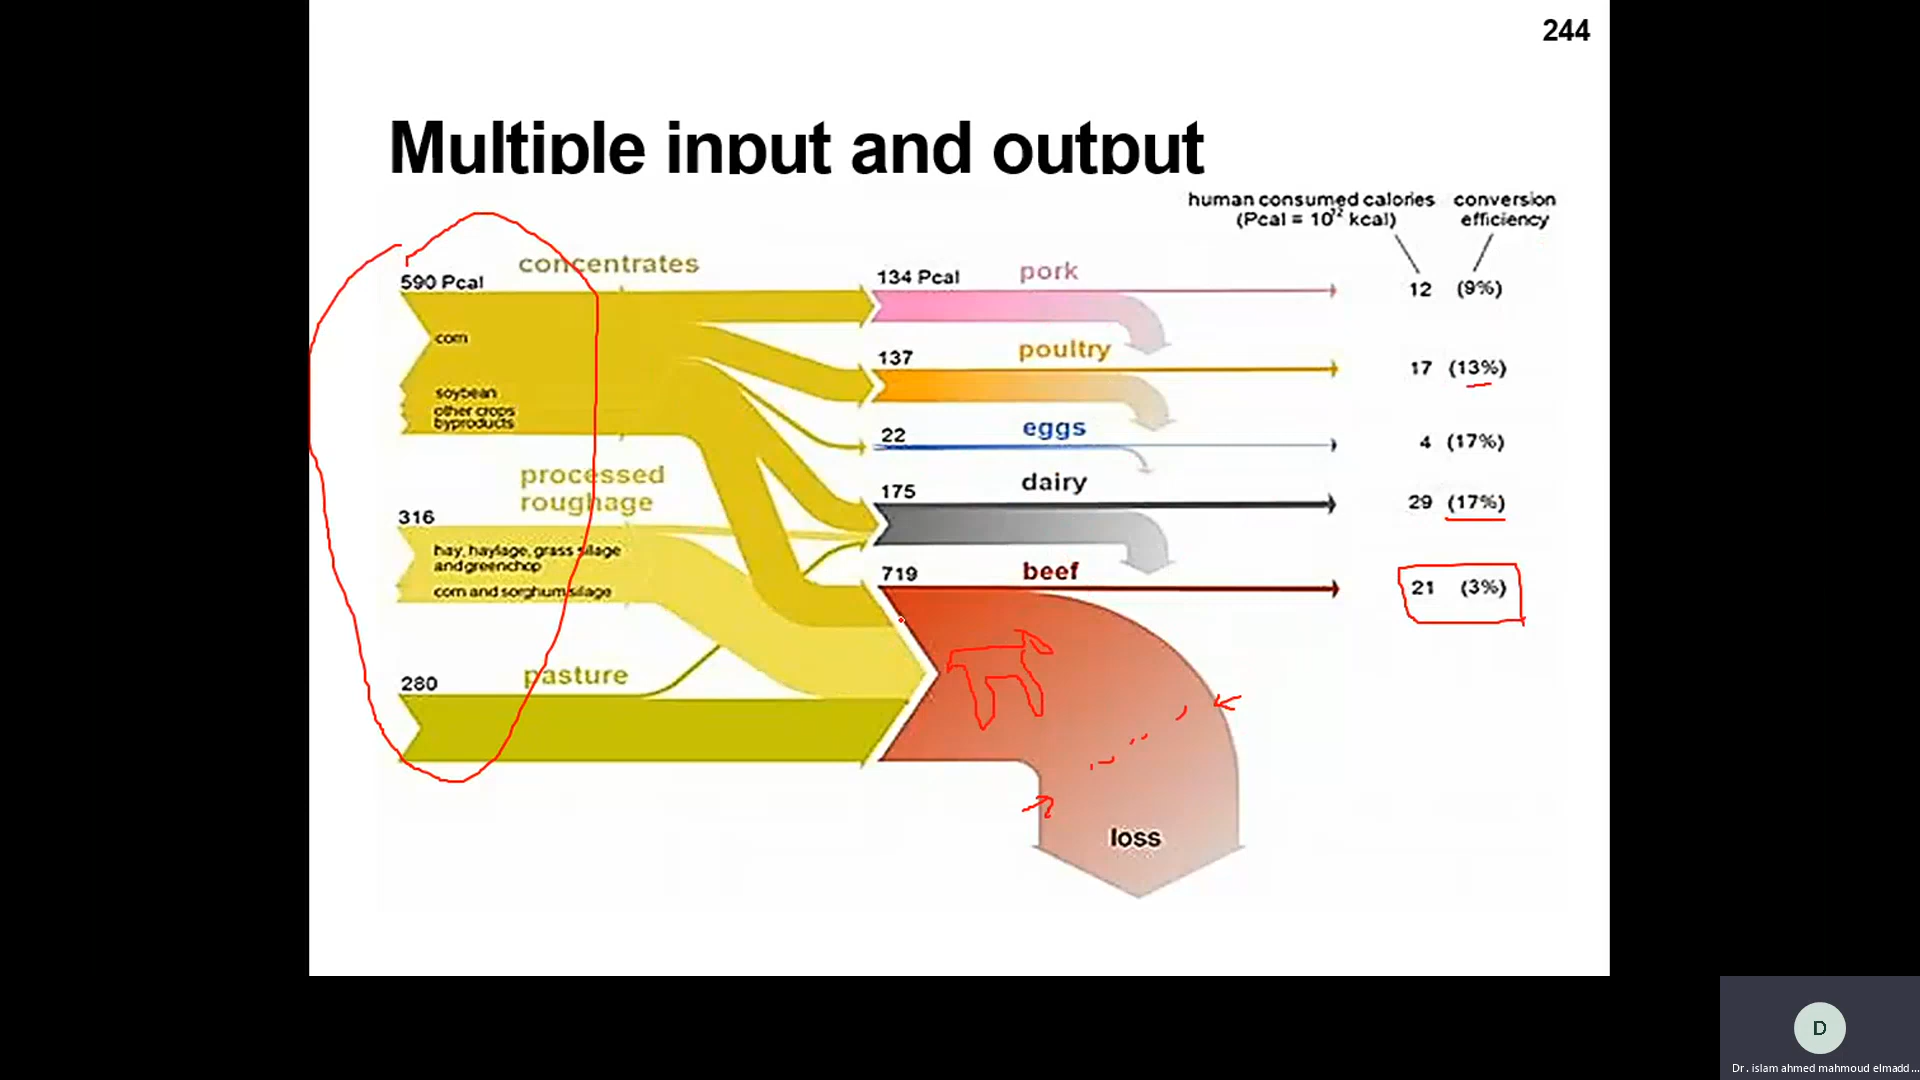 244
Multiple input and output
human consumed calories
(Pcal = 10¹² kcal)
conversion
efficiency
concentrates
590 Pcal
corn
soybean
other crops
byproducts
processed
roughage
316
hay, haylage, grass silage
and greenchop
corn and sorghum silage
pasture
280
134 Pcal pork 12 (9%)
137 poultry 17 (13%)
22 eggs 4 (17%)
175 dairy 29 (17%)
719 beef 21 (3%)
loss
D
Dr. islam ahmed mahmoud elmadd...